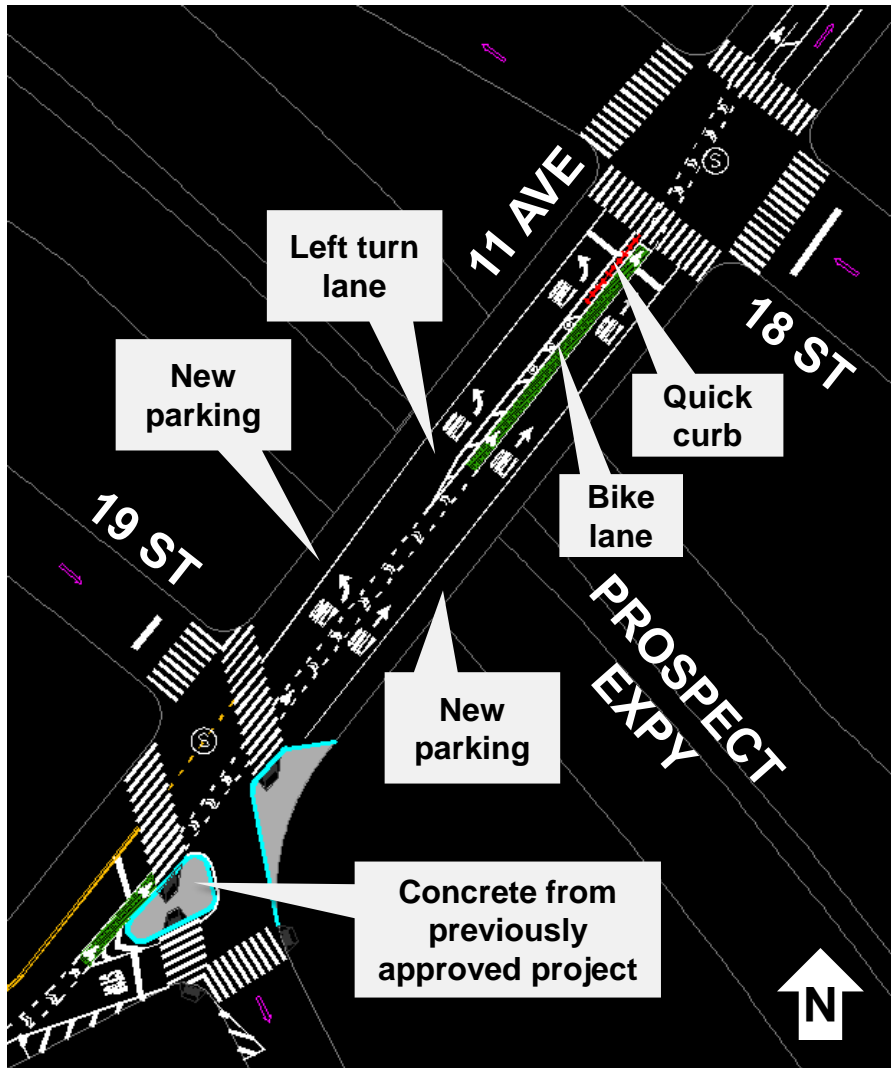 11 AVE
Left turn
lane
18 ST
New
parking
Quick
curb
Bike
lane
19 ST
PROSPECT
EXPY
New
parking
Concrete from
previously
approved project
S
S
N